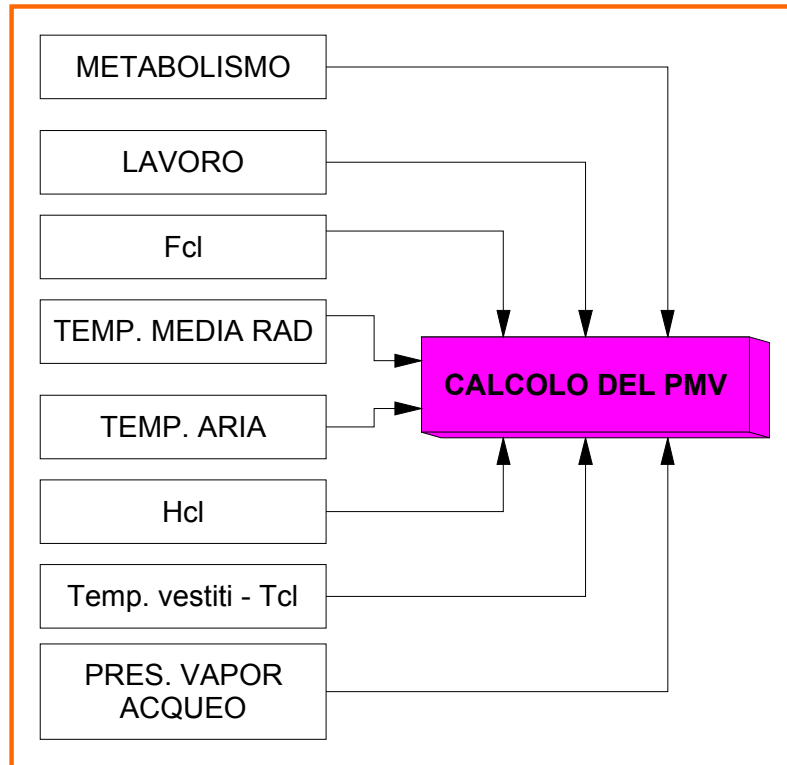 METABOLISMO
LAVORO
Fcl
TEMP. MEDIA RAD
CALCOLO DEL PMV
TEMP. ARIA
Hcl
Temp. vestiti - Tcl
PRES. VAPOR
ACQUEO